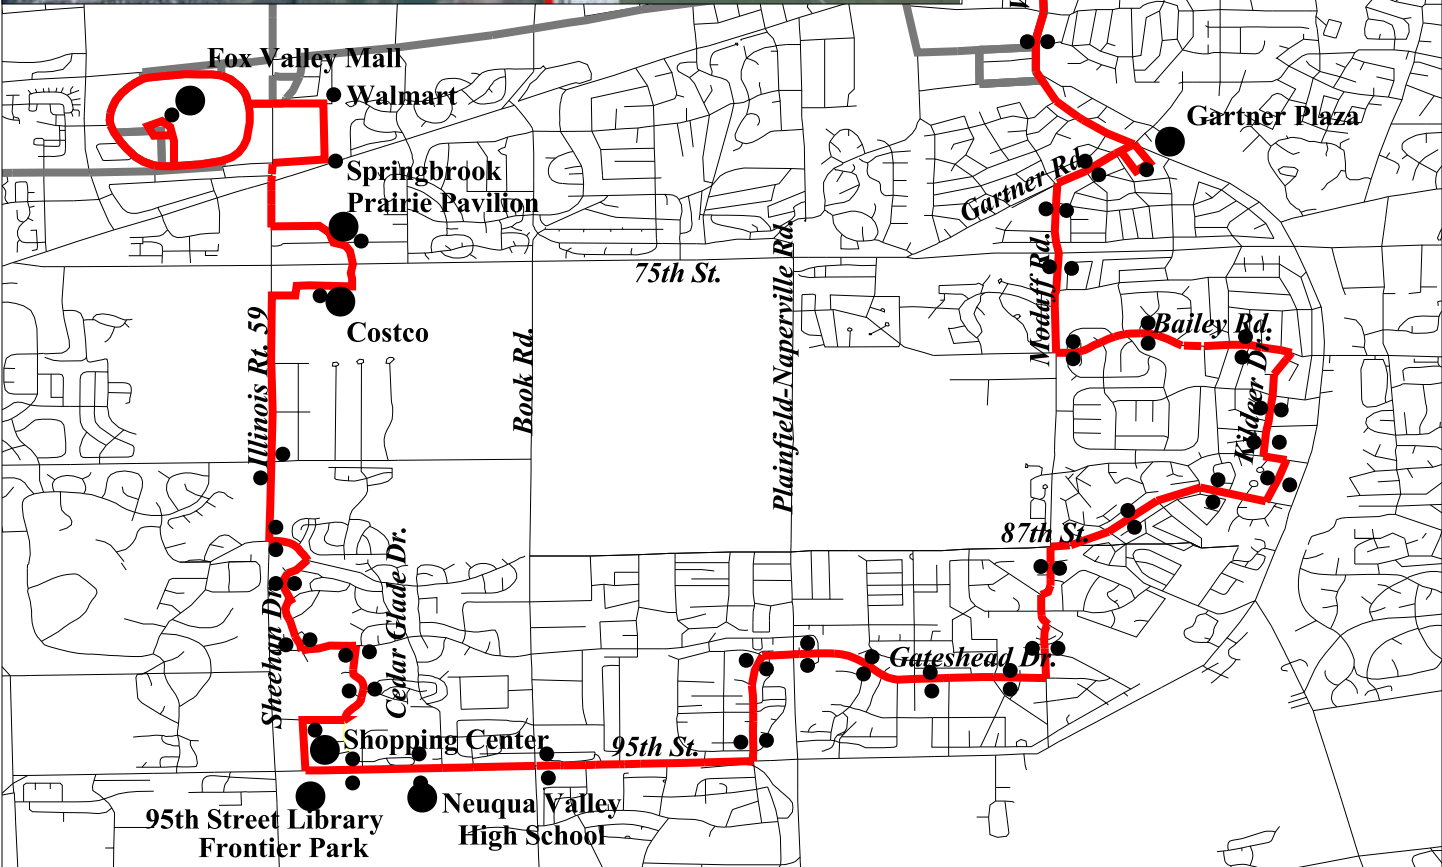 Fox Valley Mall
Walmart
Gartner Plaza
Springbrook
Prairie Pavilion
Gartner Rd.
75th St.
Plainfield-Naperville Rd.
Modaff Rd.
Costco
Illinois Rt. 59
Book Rd.
Bailey Rd.
Kildeer Dr.
87th St.
Cedar Glade Dr.
Sheehan Dr.
Gateshead Dr.
Shopping Center
95th St.
Neuqua Valley
High School
95th Street Library
Frontier Park